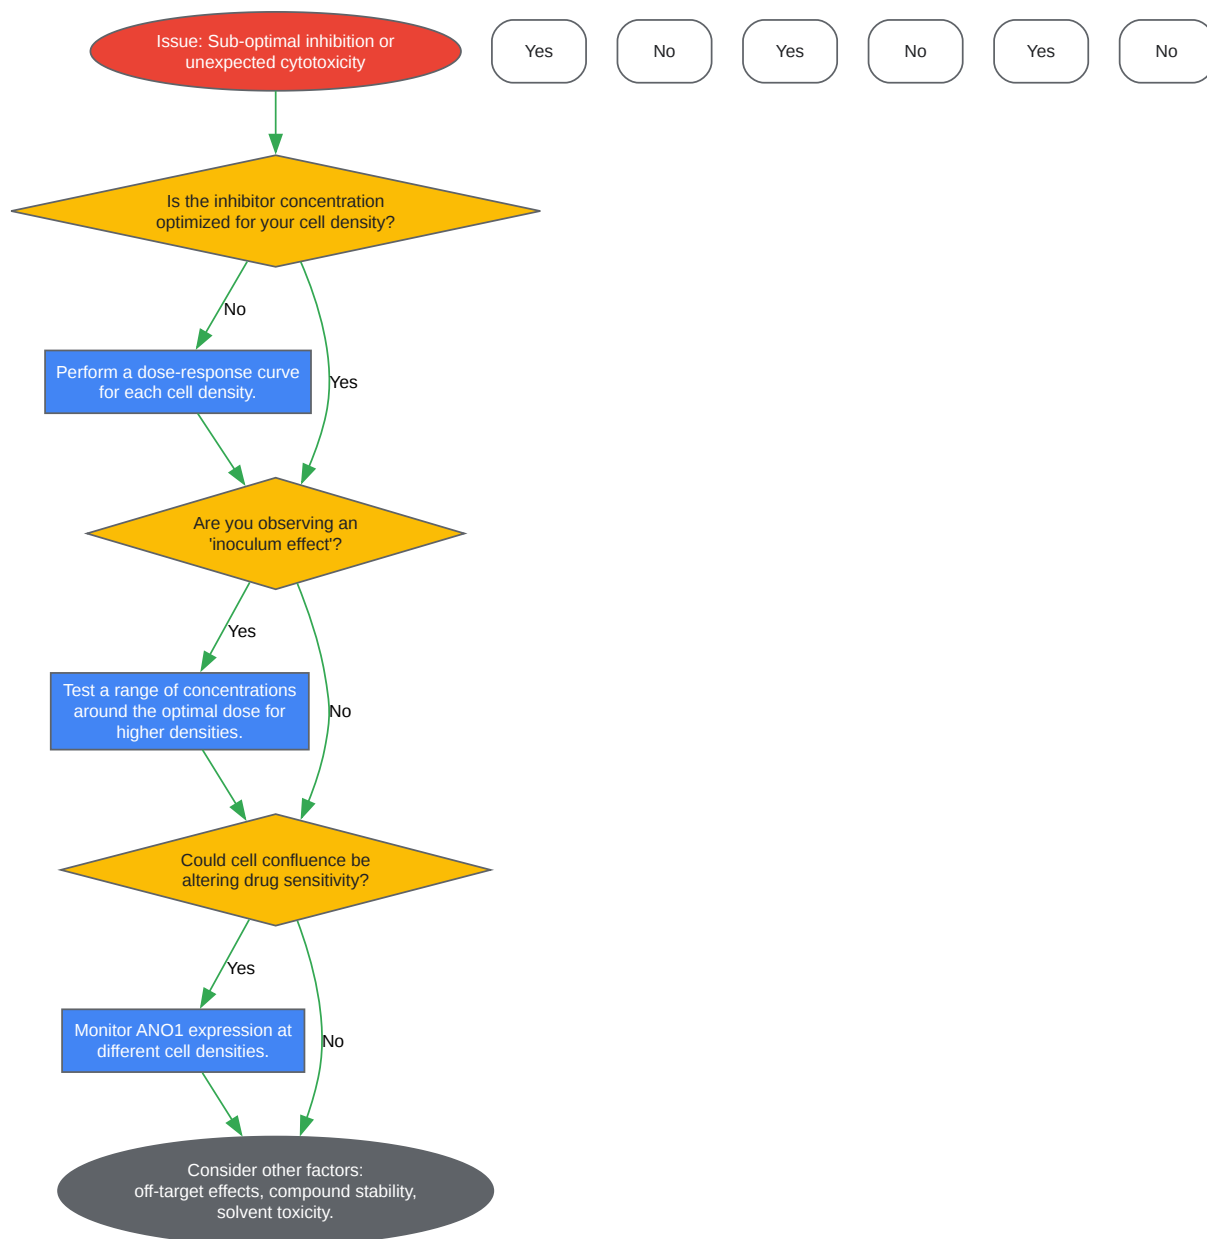 Issue: Sub-optimal inhibition or
unexpected cytotoxicity
Yes
No
Yes
No
Yes
No
Is the inhibitor concentration
optimized for your cell density?
No
Perform a dose-response curve
for each cell density.
Yes
Are you observing an
'inoculum effect'?
Yes
Test a range of concentrations
around the optimal dose for
higher densities.
No
Could cell confluence be
altering drug sensitivity?
Yes
Monitor ANO1 expression at
different cell densities.
No
Consider other factors:
off-target effects, compound stability,
solvent toxicity.